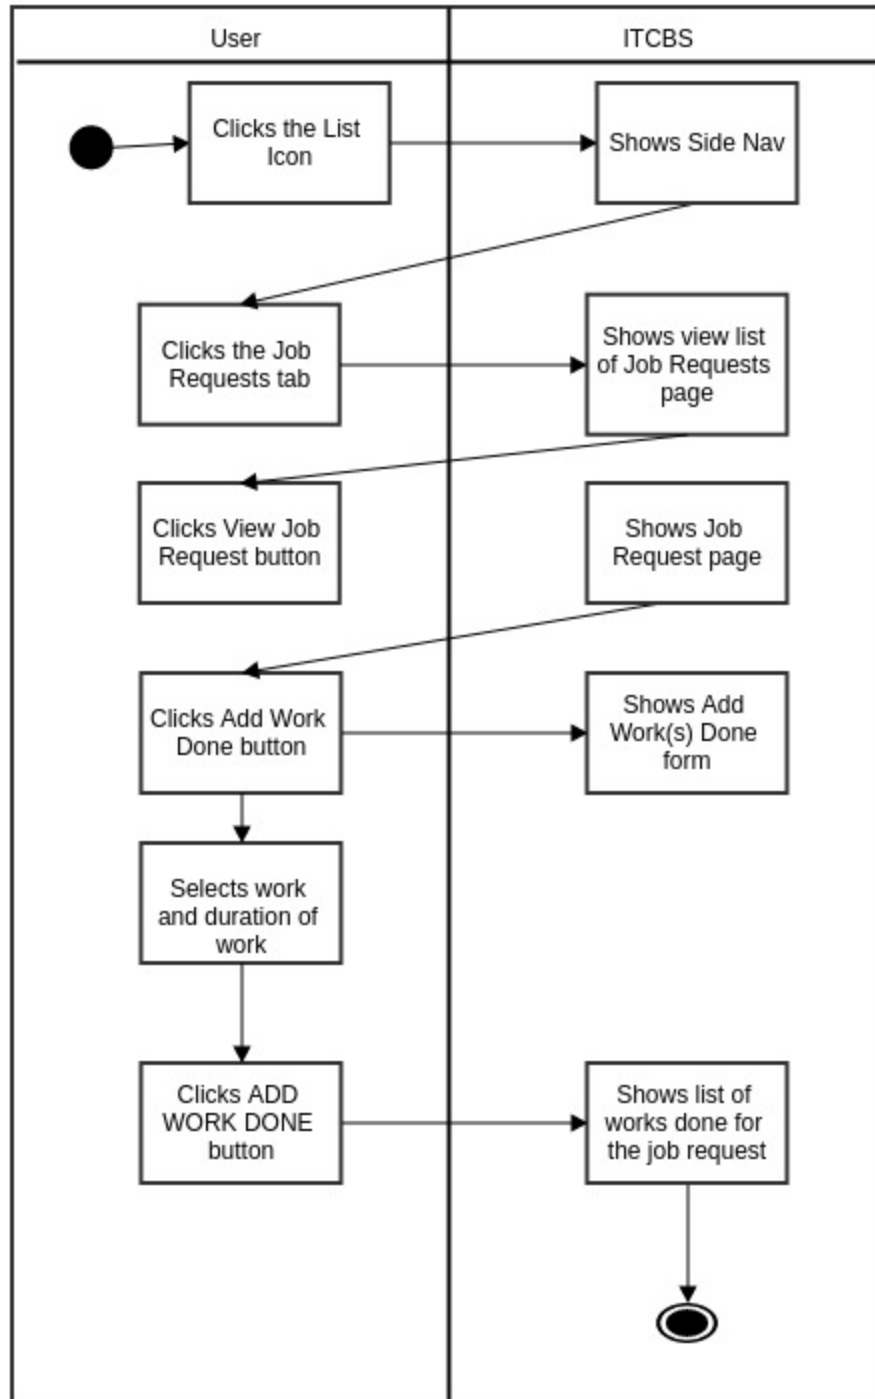 User
ITCBS
Clicks the List
Icon
Shows Side Nav
Clicks the Job
Requests tab
Shows view list
of Job Requests
page
Clicks View Job
Request button
Shows Job
Request page
Clicks Add Work
Done button
Shows Add
Work(s) Done
form
Selects work
and duration of
work
Clicks ADD
WORK DONE
button
Shows list of
works done for
the job request